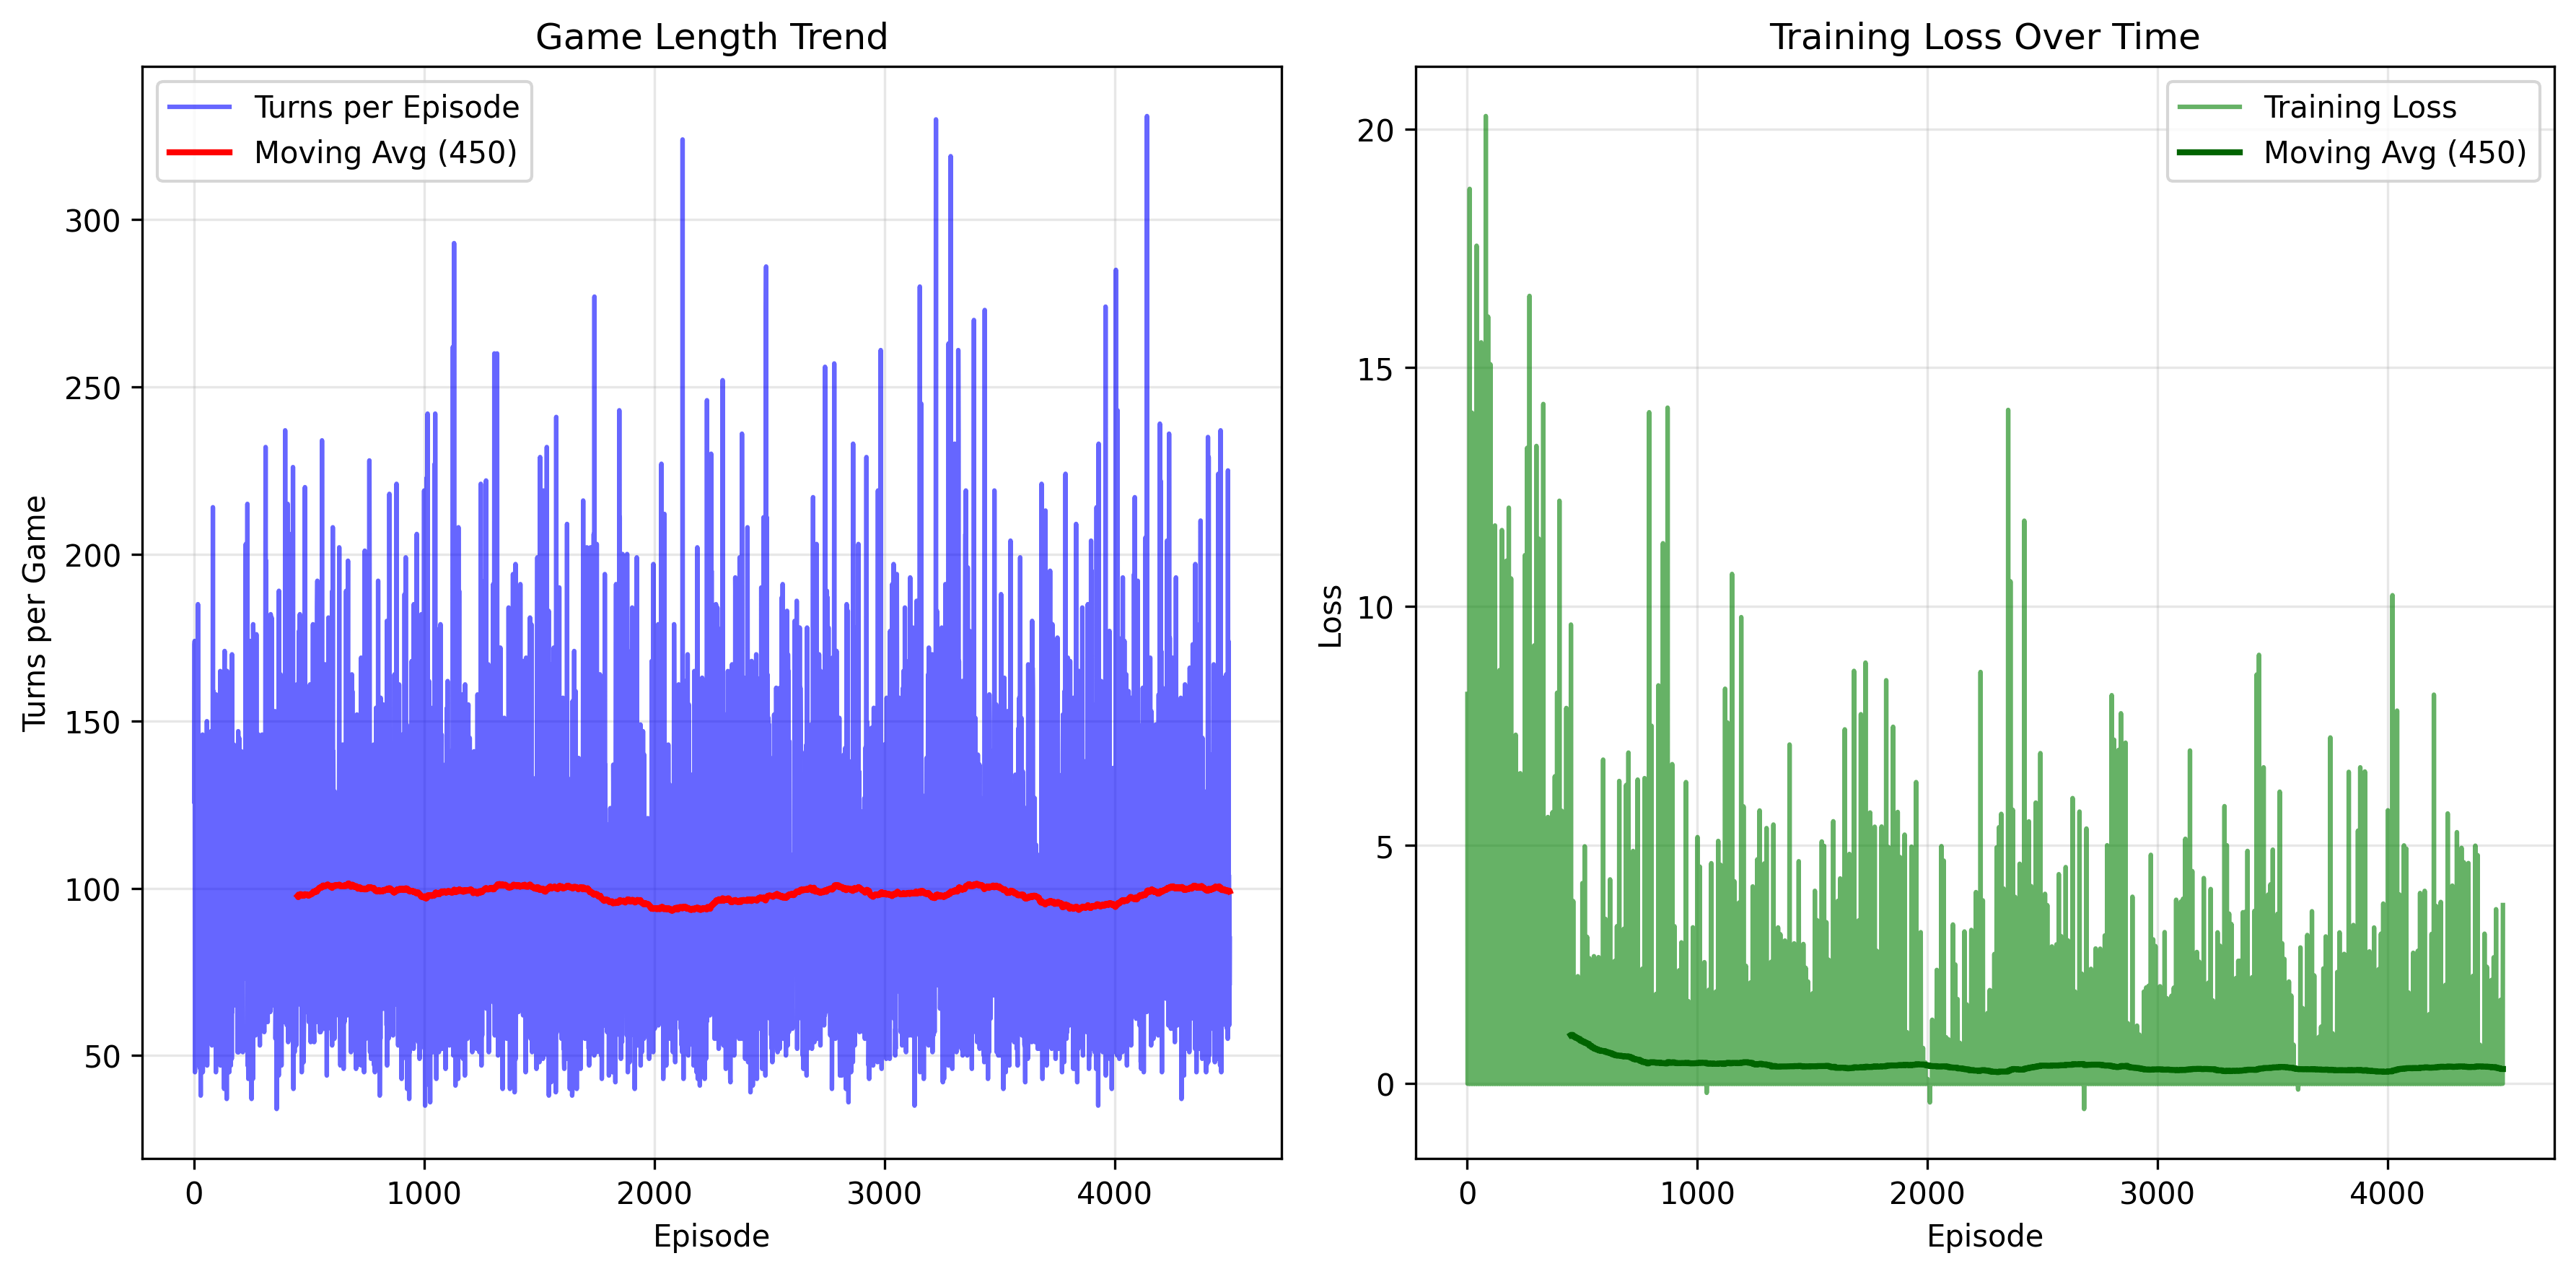 Game Length Trend
Turns per Episode
Moving Avg (450)
300
250
200
150
100
50
Turns per Game
0
1000
2000
3000
4000
Episode
Training Loss Over Time
Training Loss
Moving Avg (450)
20
15
10
5
0
Loss
0
1000
2000
3000
4000
Episode